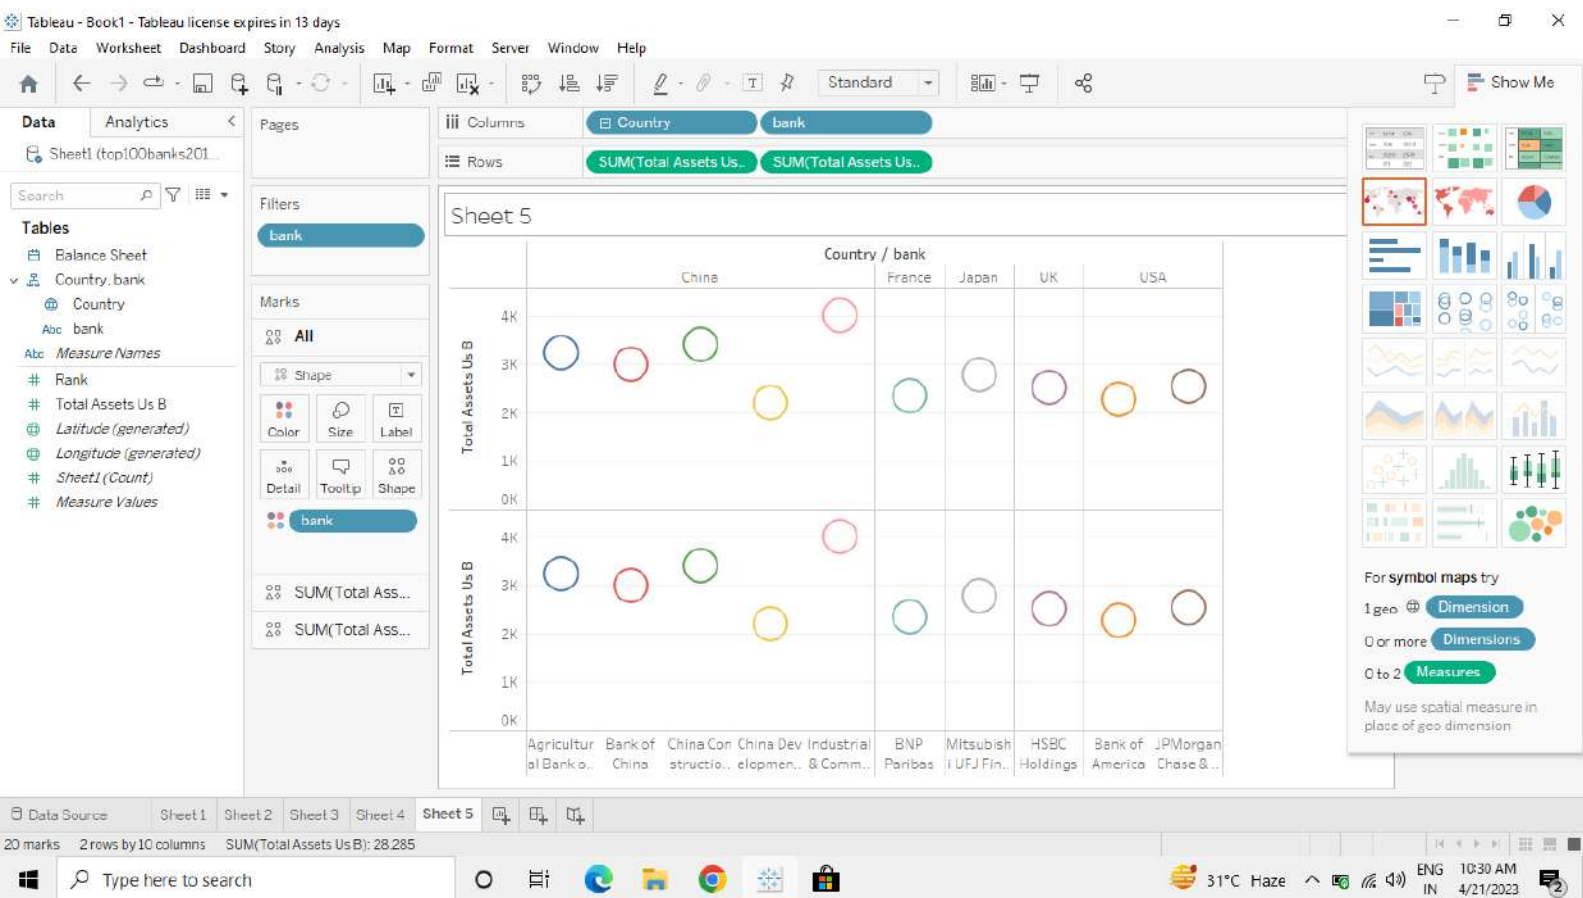 Tableau - Book1 - Tableau license expires in 13 days
File Data Worksheet Dashboard Story Analysis Map Format Server Window Help
Standard
Show Me
Data Analytics
Sheet1 (top100banks201...
Search
Tables
Balance Sheet
Country, bank
Country
Abc bank
Abc Measure Names
# Rank
# Total Assets Us B
Latitude (generated)
Longitude (generated)
# Sheet1 (Count)
# Measure Values
Pages
Filters
bank
Marks
All
Shape
Color Size Label
Detail Tooltip Shape
bank
SUM(Total Ass...
SUM(Total Ass...
Columns Country bank
Rows SUM(Total Assets Us.. SUM(Total Assets Us..
Sheet 5
Country / bank
China France Japan UK USA
Total Assets Us B
4K
3K
2K
1K
0K
Total Assets Us B
4K
3K
2K
1K
0K
Agricultur Bank of China Con China Dev Industrial BNP Mitsubish HSBC Bank of JPMorgan
al Bank o.. China structio.. elopmen.. & Comm.. Paribas i UFJ Fin.. Holdings America Chase & ..
For symbol maps try
1 geo Dimension
0 or more Dimensions
0 to 2 Measures
May use spatial measure in
place of geo dimension
Data Source Sheet 1 Sheet 2 Sheet 3 Sheet 4 Sheet 5
20 marks 2 rows by 10 columns SUM(Total Assets Us B): 28,285
Type here to search
31°C Haze
ENG
IN
10:30 AM
4/21/2023
2